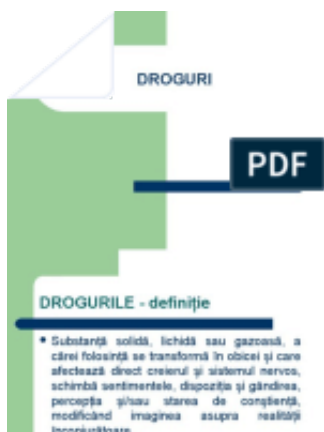 DROGURI
PDF
DROGURILE - definiție
• Substanță solidă, lichidă sau gazoasă, a
cărei folosință se transformă în obicei și care
afectează direct creierul și sistemul nervos,
schimbă sentimentele, dispoziția și gândirea,
percepția și/sau starea de conștiență,
modificând imaginea asupra realității
înconjurătoare.